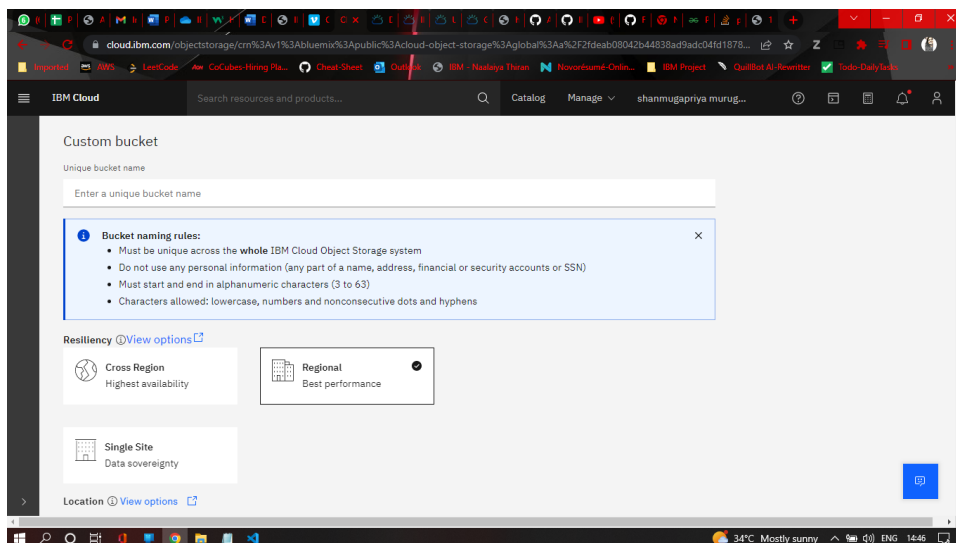 cloud.ibm.com/objectstorage/crn%3Av1%3Abluemix%3Apublic%3Acloud-object-storage%3Aglobal%3Aa%2F2fdeab08042b44838ad9adc04fd1878...
Imported AWS LeetCode CoCubes-Hiring Pla... Cheat-Sheet Outlook IBM - Naalaiya Thiran Novorésumé-Onlin... IBM Project QuillBot AI-Rewritter Todo-DailyTasks
IBM Cloud Search resources and products... Catalog Manage shanmugapriya murug...
Custom bucket
Unique bucket name
Enter a unique bucket name
Bucket naming rules:
• Must be unique across the whole IBM Cloud Object Storage system
• Do not use any personal information (any part of a name, address, financial or security accounts or SSN)
• Must start and end in alphanumeric characters (3 to 63)
• Characters allowed: lowercase, numbers and nonconsecutive dots and hyphens
Resiliency View options
Cross Region
Highest availability
Regional
Best performance
Single Site
Data sovereignty
Location View options
34°C Mostly sunny ENG 14:46